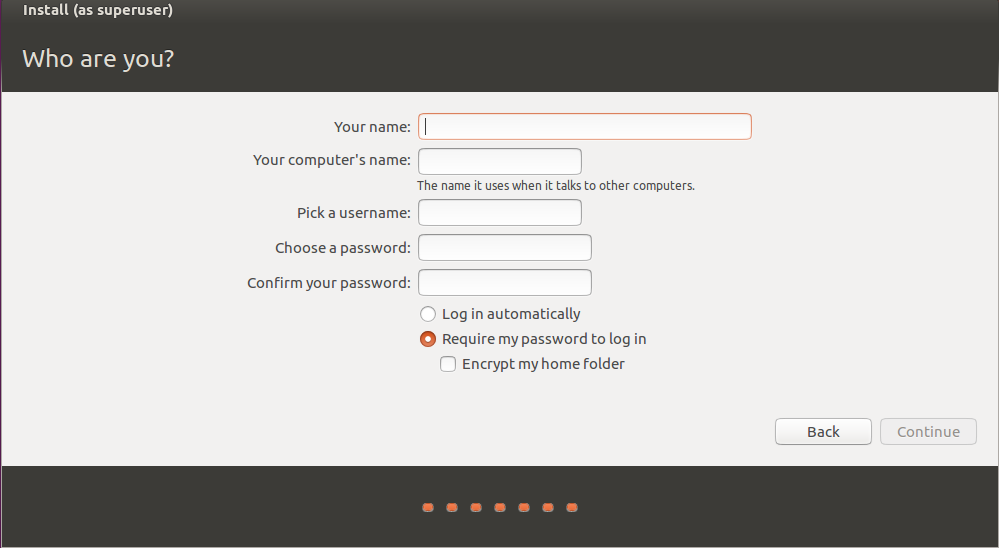 Install (as superuser)
Who are you?
Your name:
Your computer's name:
The name it uses when it talks to other computers.
Pick a username:
Choose a password:
Confirm your password:
Log in automatically
Require my password to log in
Encrypt my home folder
Back Continue